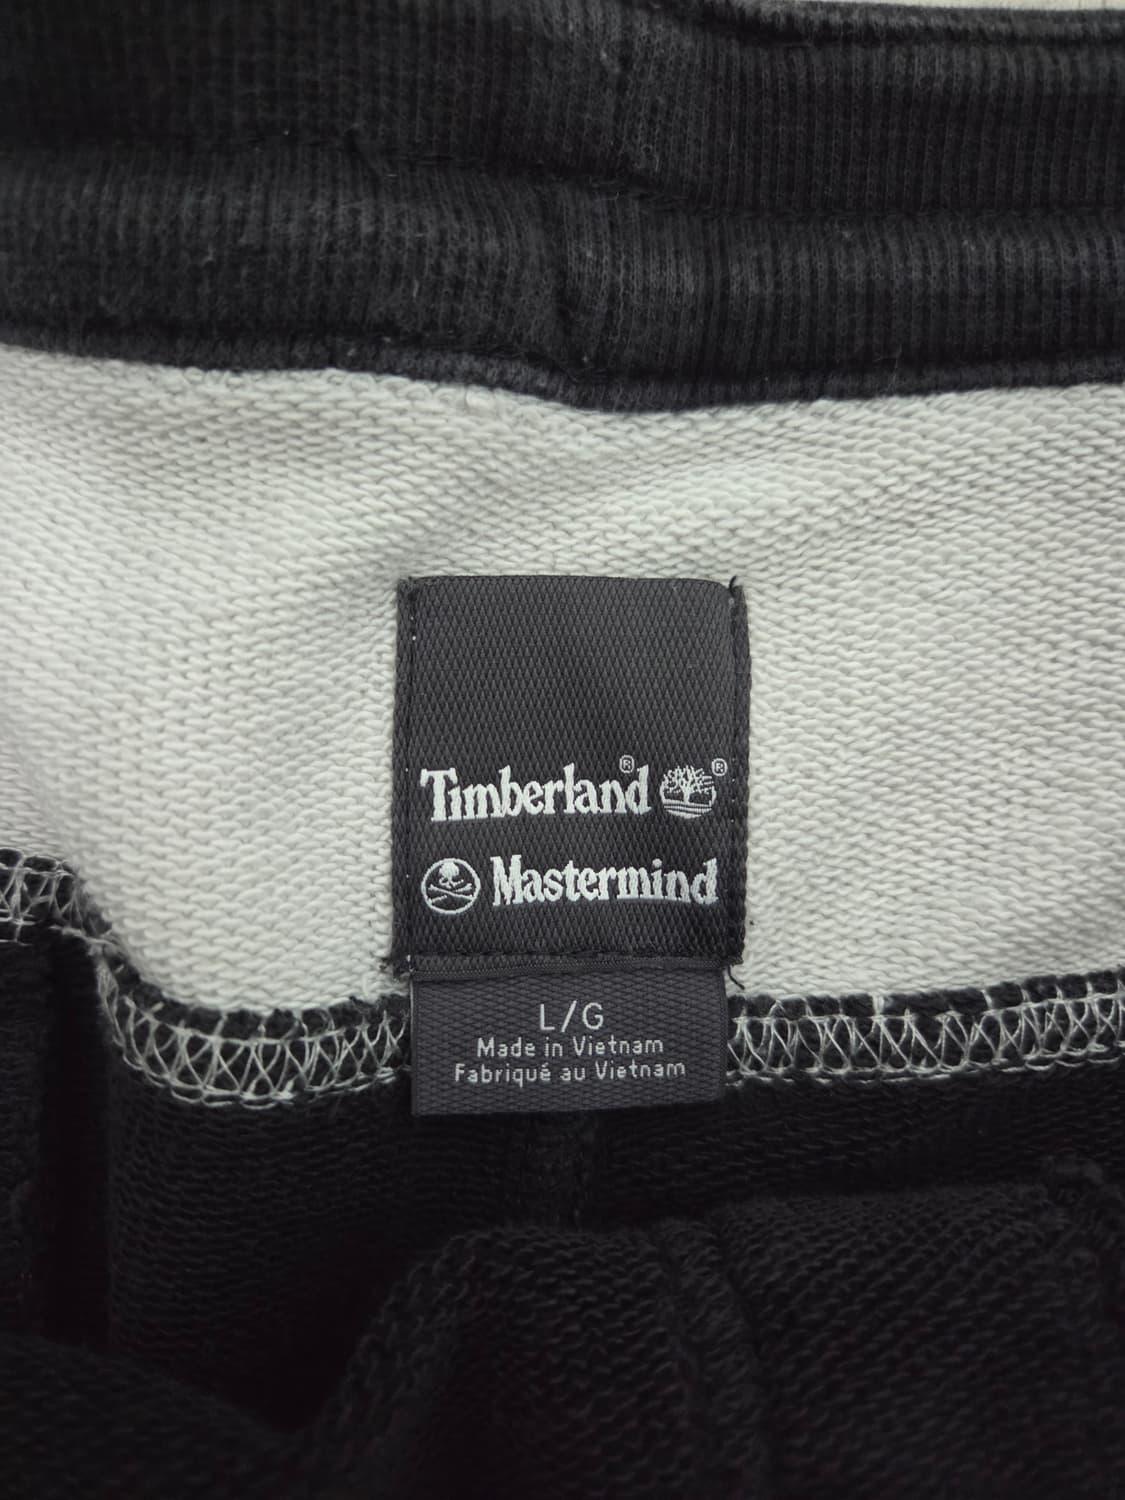 Timberland® ®
Mastermind
L/G
Made in Vietnam
Fabriqué au Vietnam